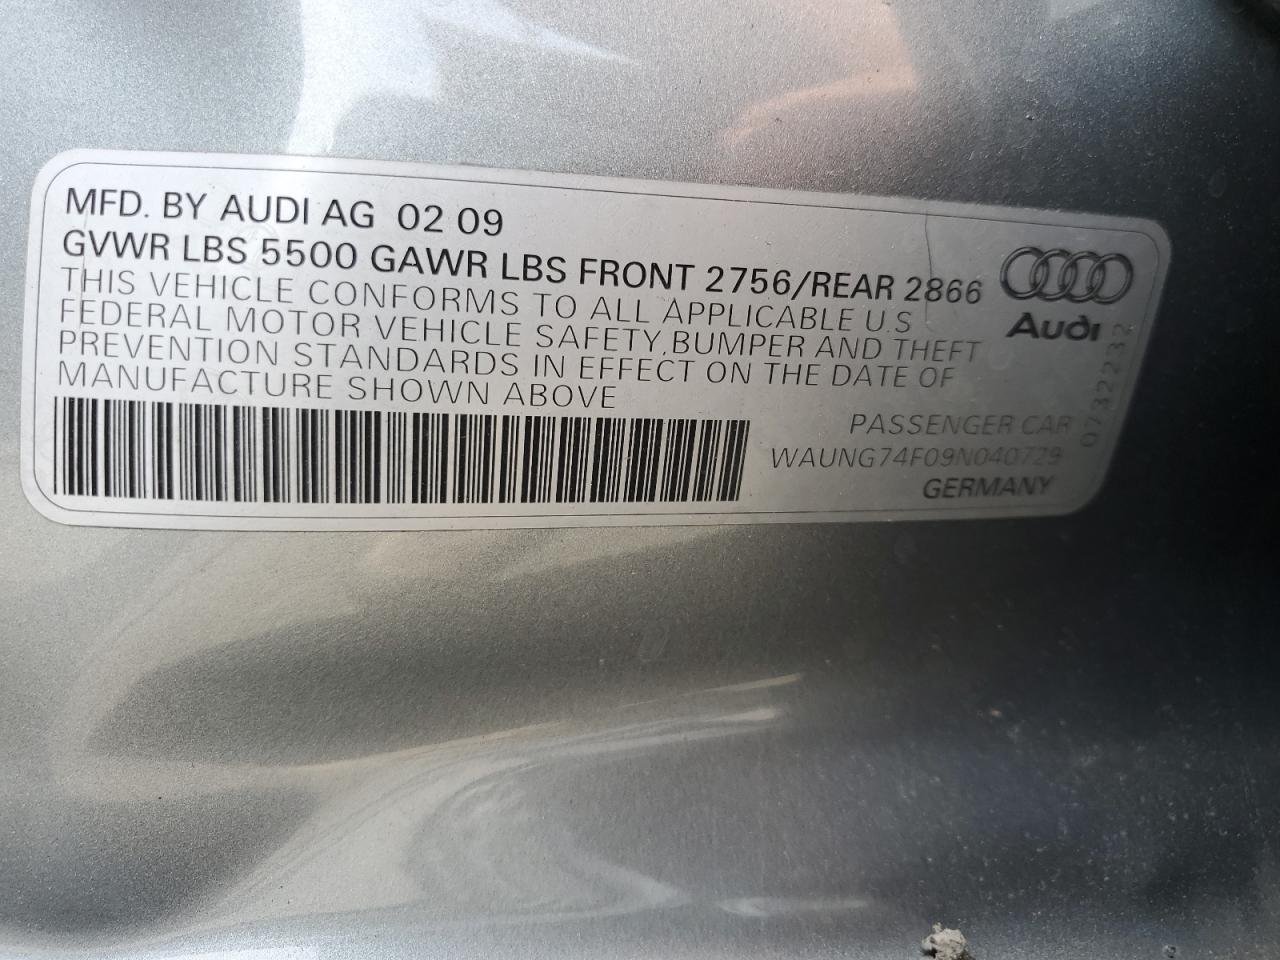 MFD. BY AUDI AG 02 09
GVWR LBS 5500 GAWR LBS FRONT 2756/REAR 2866
THIS VEHICLE CONFORMS TO ALL APPLICABLE U.S
FEDERAL MOTOR VEHICLE SAFETY,BUMPER AND THEFT
PREVENTION STANDARDS IN EFFECT ON THE DATE OF
MANUFACTURE SHOWN ABOVE
Audi
PASSENGER CAR
WAUNG74F09N040729
GERMANY
07322232